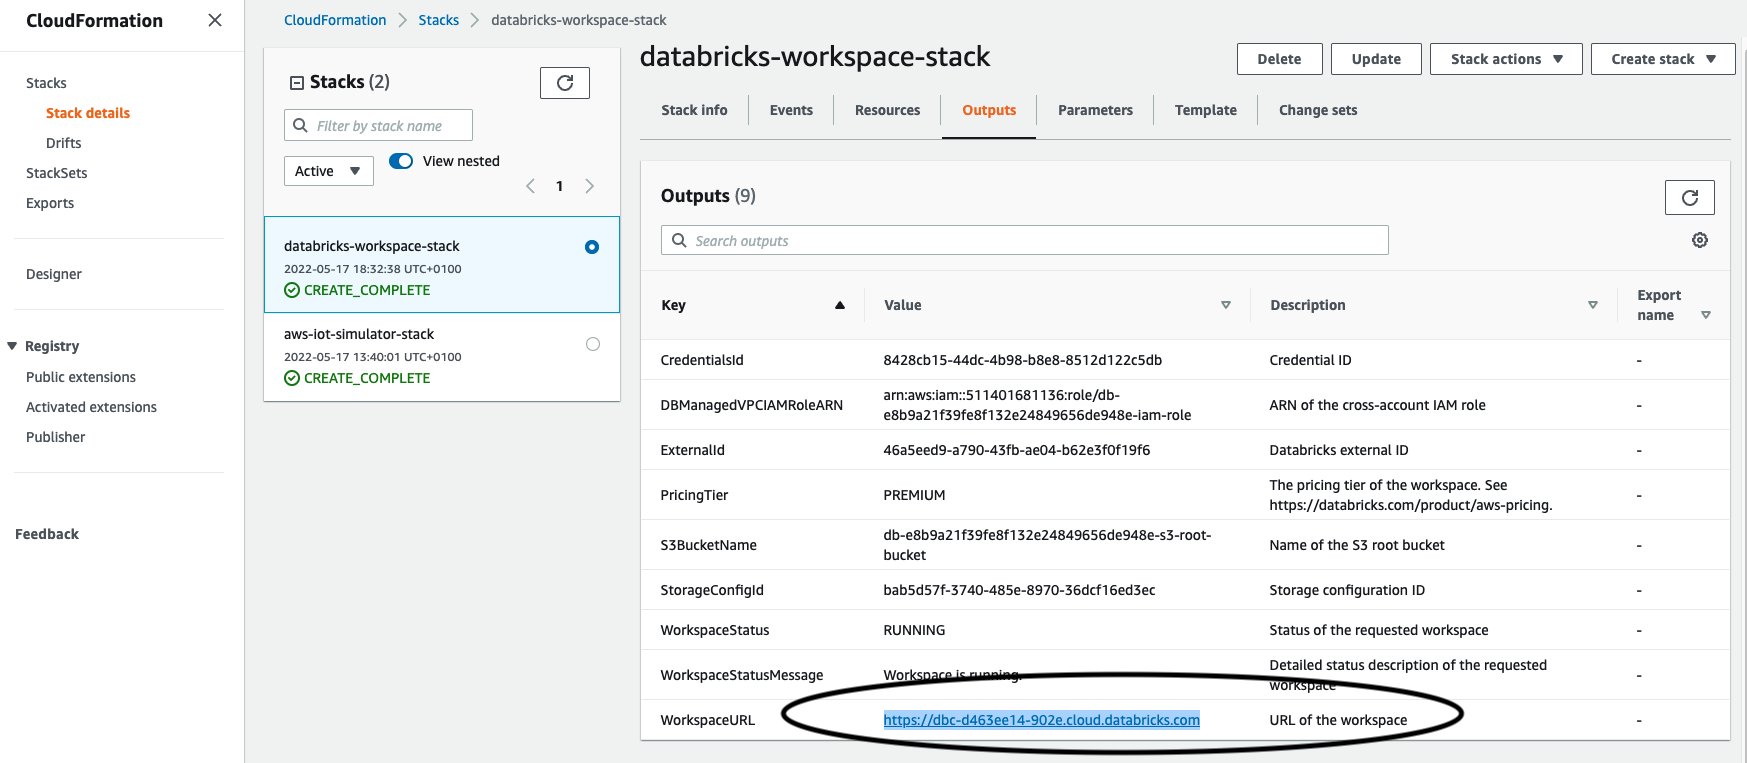 CloudFormation
Stacks
Stack details
Drifts
StackSets
Exports
Designer
Registry
Public extensions
Activated extensions
Publisher
Feedback
CloudFormation > Stacks > databricks-workspace-stack
Stacks (2)
Filter by stack name
Active
View nested
1
databricks-workspace-stack
2022-05-17 18:32:38 UTC+0100
CREATE_COMPLETE
aws-iot-simulator-stack
2022-05-17 13:40:01 UTC+0100
CREATE_COMPLETE
databricks-workspace-stack
Delete Update Stack actions Create stack
Stack info Events Resources Outputs Parameters Template Change sets
Outputs (9)
Search outputs
Key Value Description Export
name
CredentialsId 8428cb15-44dc-4b98-b8e8-8512d122c5db Credential ID -
DBManagedVPCIAMRoleARN arn:aws:iam::511401681136:role/db-
e8b9a21f39fe8f132e24849656de948e-iam-role ARN of the cross-account IAM role -
ExternalId 46a5eed9-a790-43fb-ae04-b62e3f0f19f6 Databricks external ID -
PricingTier PREMIUM The pricing tier of the workspace. See
https://databricks.com/product/aws-pricing. -
S3BucketName db-e8b9a21f39fe8f132e24849656de948e-s3-root-
bucket Name of the S3 root bucket -
StorageConfigId bab5d57f-3740-485e-8970-36dcf16ed3ec Storage configuration ID -
WorkspaceStatus RUNNING Status of the requested workspace -
WorkspaceStatusMessage Workspace is running. Detailed status description of the requested
workspace -
WorkspaceURL https://dbc-d463ee14-902e.cloud.databricks.com URL of the workspace -